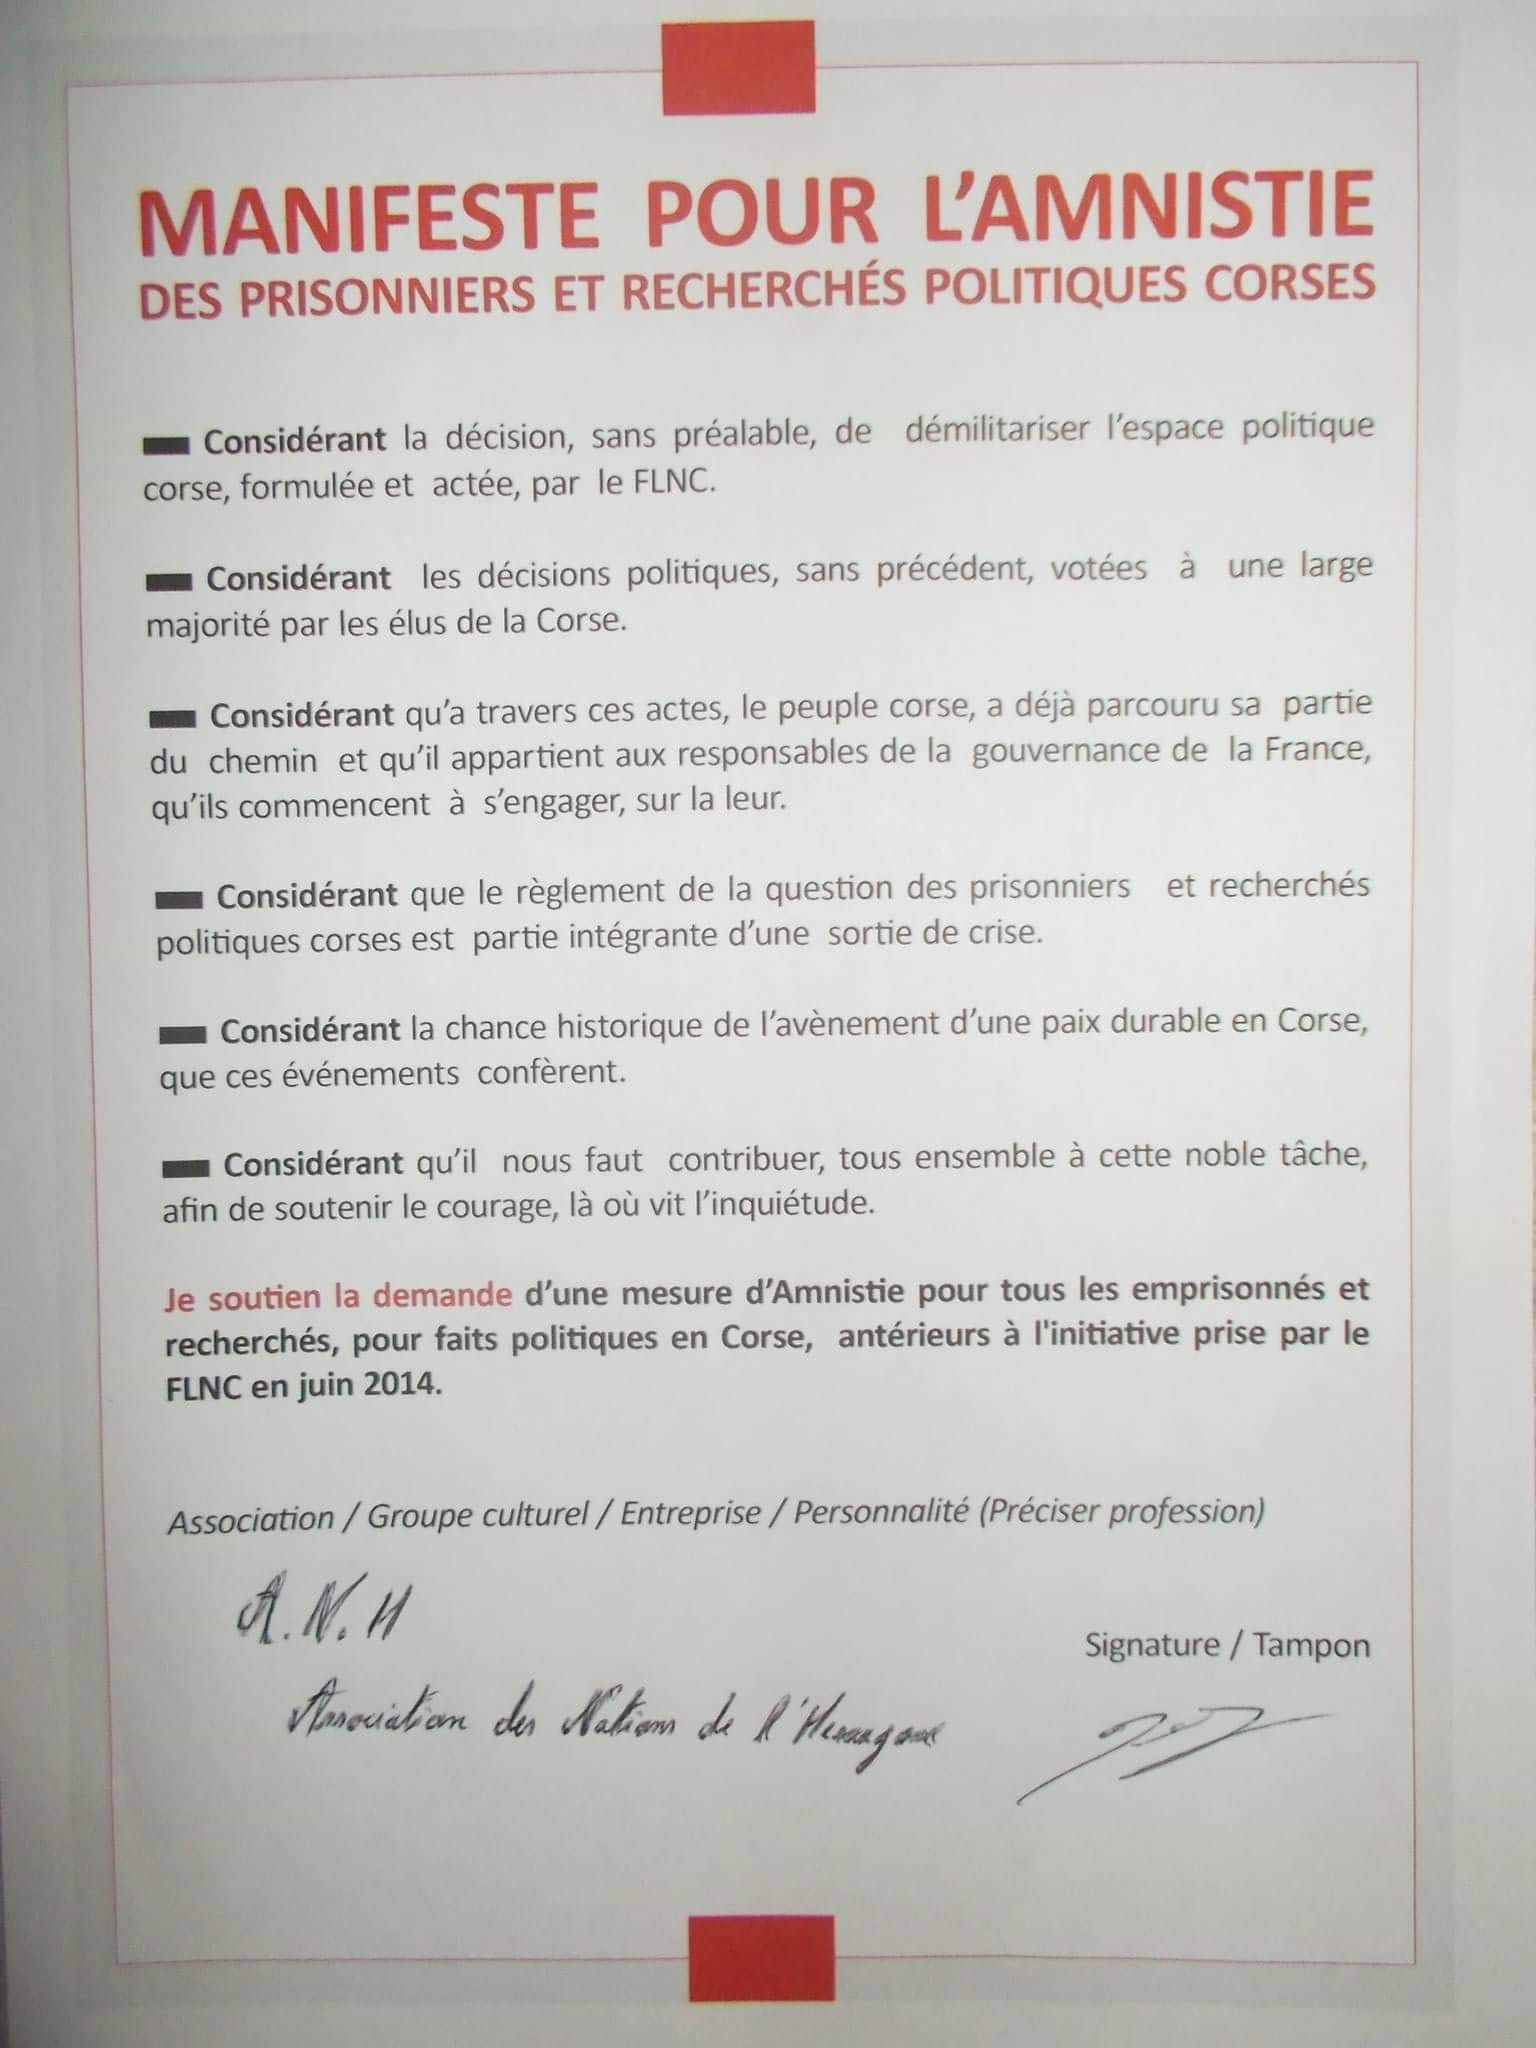 MANIFESTE POUR L'AMNISTIE
DES PRISONNIERS ET RECHERCHÉS POLITIQUES CORSES
Considérant la décision, sans préalable, de démilitariser l'espace politique
corse, formulée et actée, par le FLNC.
Considérant les décisions politiques, sans précédent, votées à une large
majorité par les élus de la Corse.
Considérant qu'a travers ces actes, le peuple corse, a déjà parcouru sa partie
du chemin et qu'il appartient aux responsables de la gouvernance de la France,
qu'ils commencent à s'engager, sur la leur.
Considérant que le règlement de la question des prisonniers et recherchés
politiques corses est partie intégrante d'une sortie de crise.
Considérant la chance historique de l'avènement d'une paix durable en Corse,
que ces événements confèrent.
Considérant qu'il nous faut contribuer, tous ensemble à cette noble tâche,
afin de soutenir le courage, là où vit l'inquiétude.
Je soutien la demande d'une mesure d'Amnistie pour tous les emprisonnés et
recherchés, pour faits politiques en Corse, antérieurs à l'initiative prise par le
FLNC en juin 2014.
Association / Groupe culturel / Entreprise / Personnalité (Préciser profession)
A.N.H
Signature / Tampon
Association des Nations de l'Hexagone